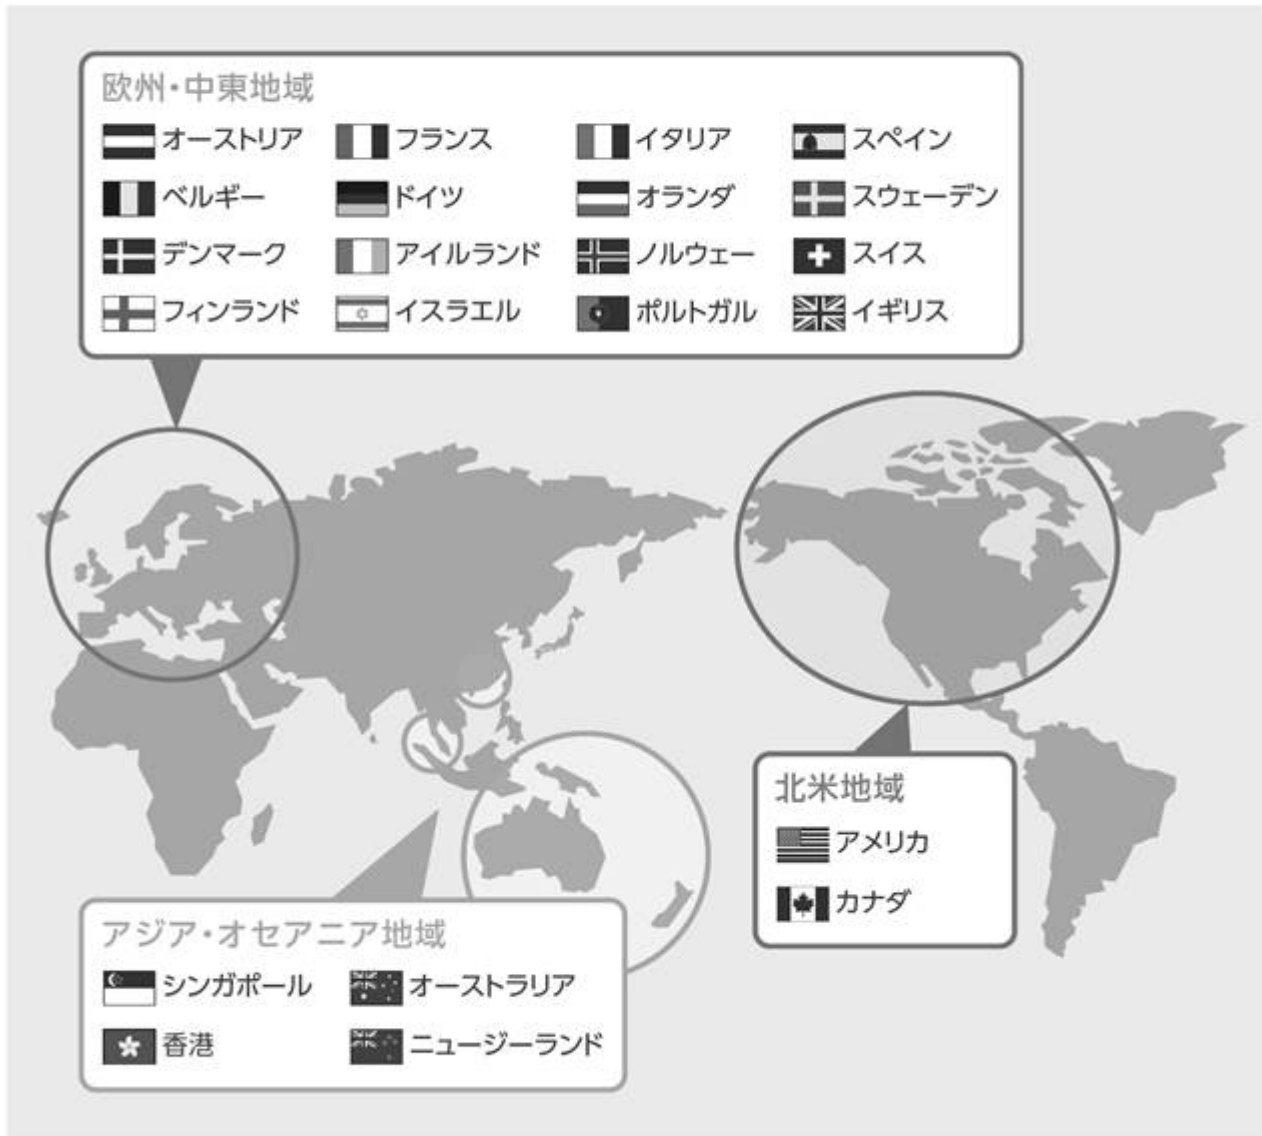 欧州・中東地域
オーストリア フランス イタリア スペイン
ベルギー ドイツ オランダ スウェーデン
デンマーク アイルランド ノルウェー スイス
フィンランド イスラエル ポルトガル イギリス
北米地域
アメリカ
カナダ
アジア・オセアニア地域
シンガポール オーストラリア
香港 ニュージーランド